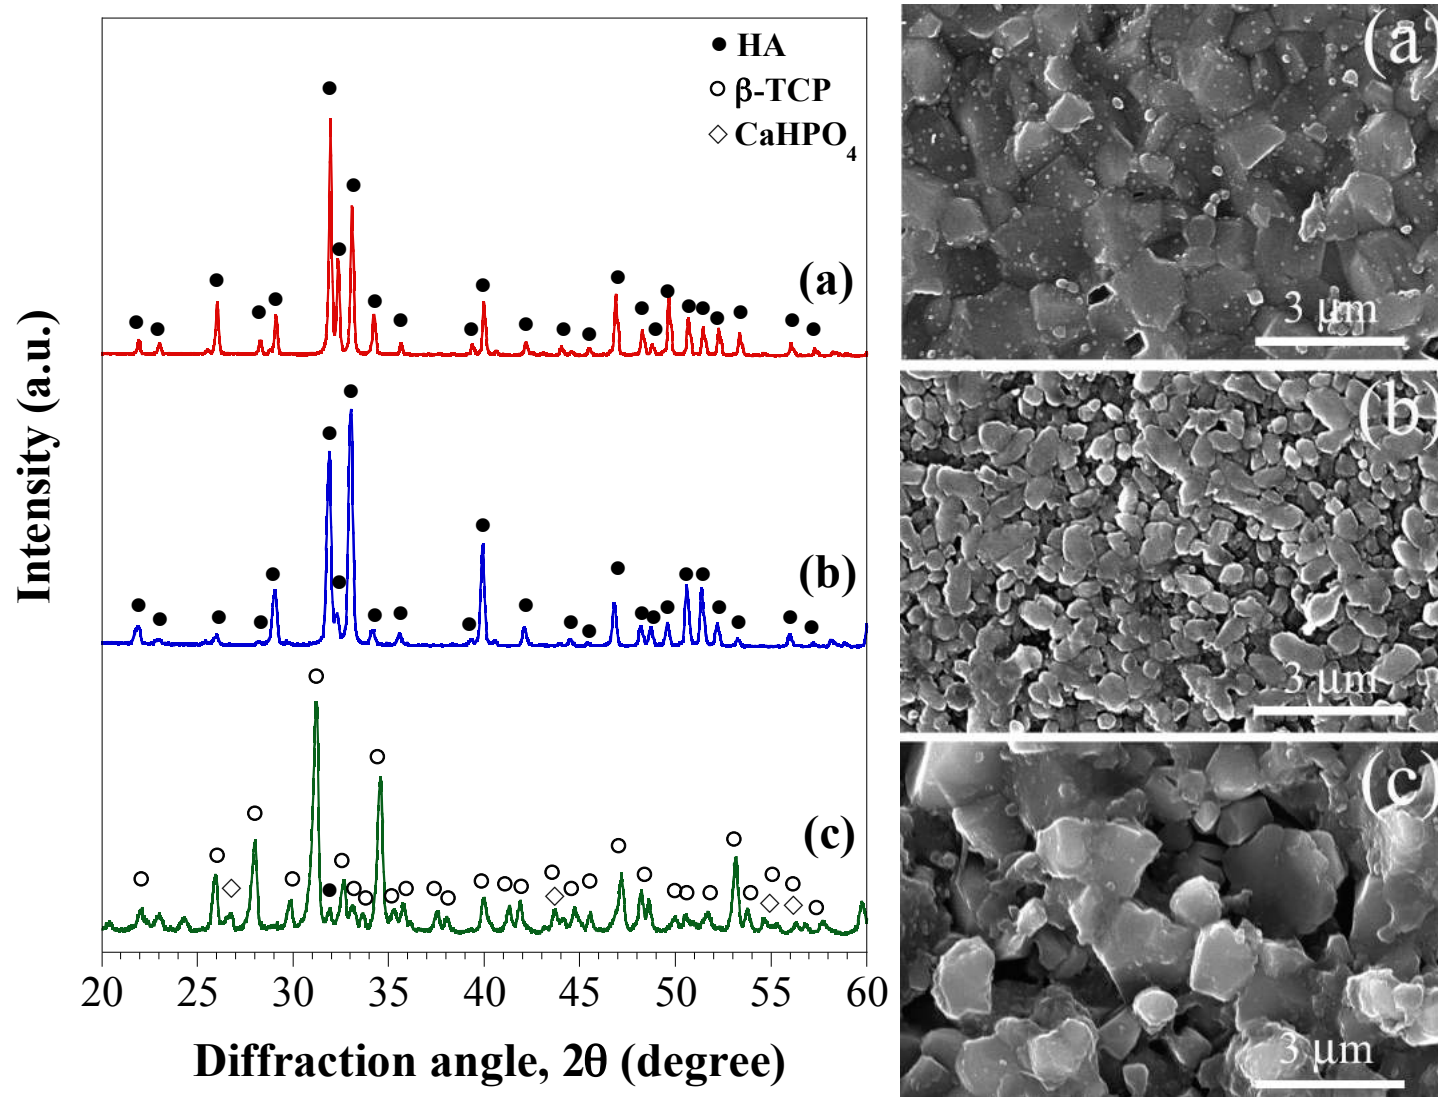 HA
β-TCP
CaHPO4
(a)
(b)
(c)
Intensity (a.u.)
20 25 30 35 40 45 50 55 60
Diffraction angle, 2θ (degree)
(a)
3 μm
(b)
3 μm
(c)
3 μm